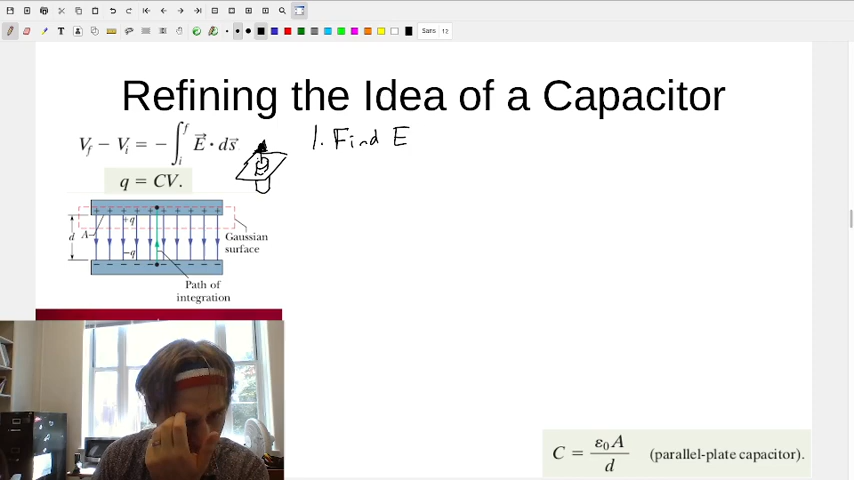 Sans 12
Refining the Idea of a Capacitor
V_f − V_i = − ∫_i^f E⃗ · ds⃗
1. Find E
q = CV.
+ + + + + + + + + +
+q
d
A
−q
Gaussian
surface
Path of
integration
C = ε₀A / d (parallel-plate capacitor).